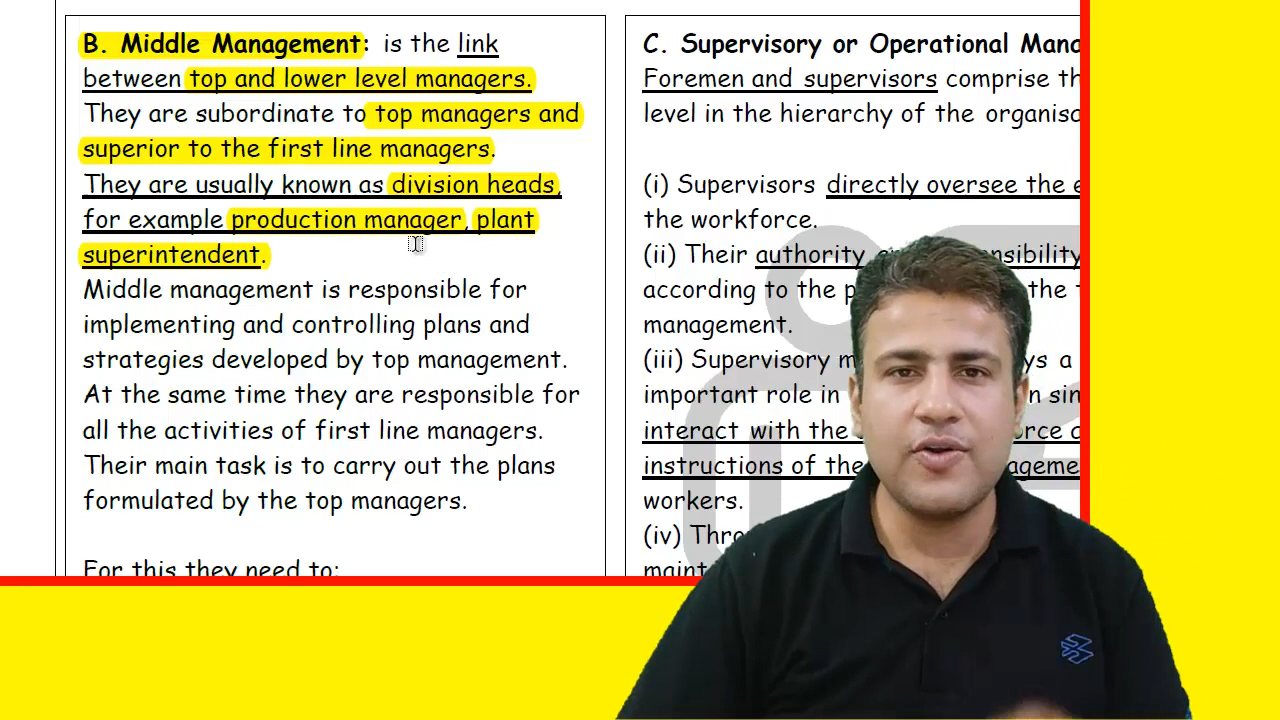 B. Middle Management: is the link
between top and lower level managers.
They are subordinate to top managers and
superior to the first line managers.
They are usually known as division heads,
for example production manager, plant
superintendent.
Middle management is responsible for
implementing and controlling plans and
strategies developed by top management.
At the same time they are responsible for
all the activities of first line managers.
Their main task is to carry out the plans
formulated by the top managers.
For this they need to:
C. Supervisory or Operational
Foremen and supervisors comprise
level in the hierarchy of the
(i) Supervisors directly oversee the
the workforce.
(ii) Their authority
according to the the
management.
(iii) Supervisory a
important role in
interact with the
instructions of the
workers.
(iv)